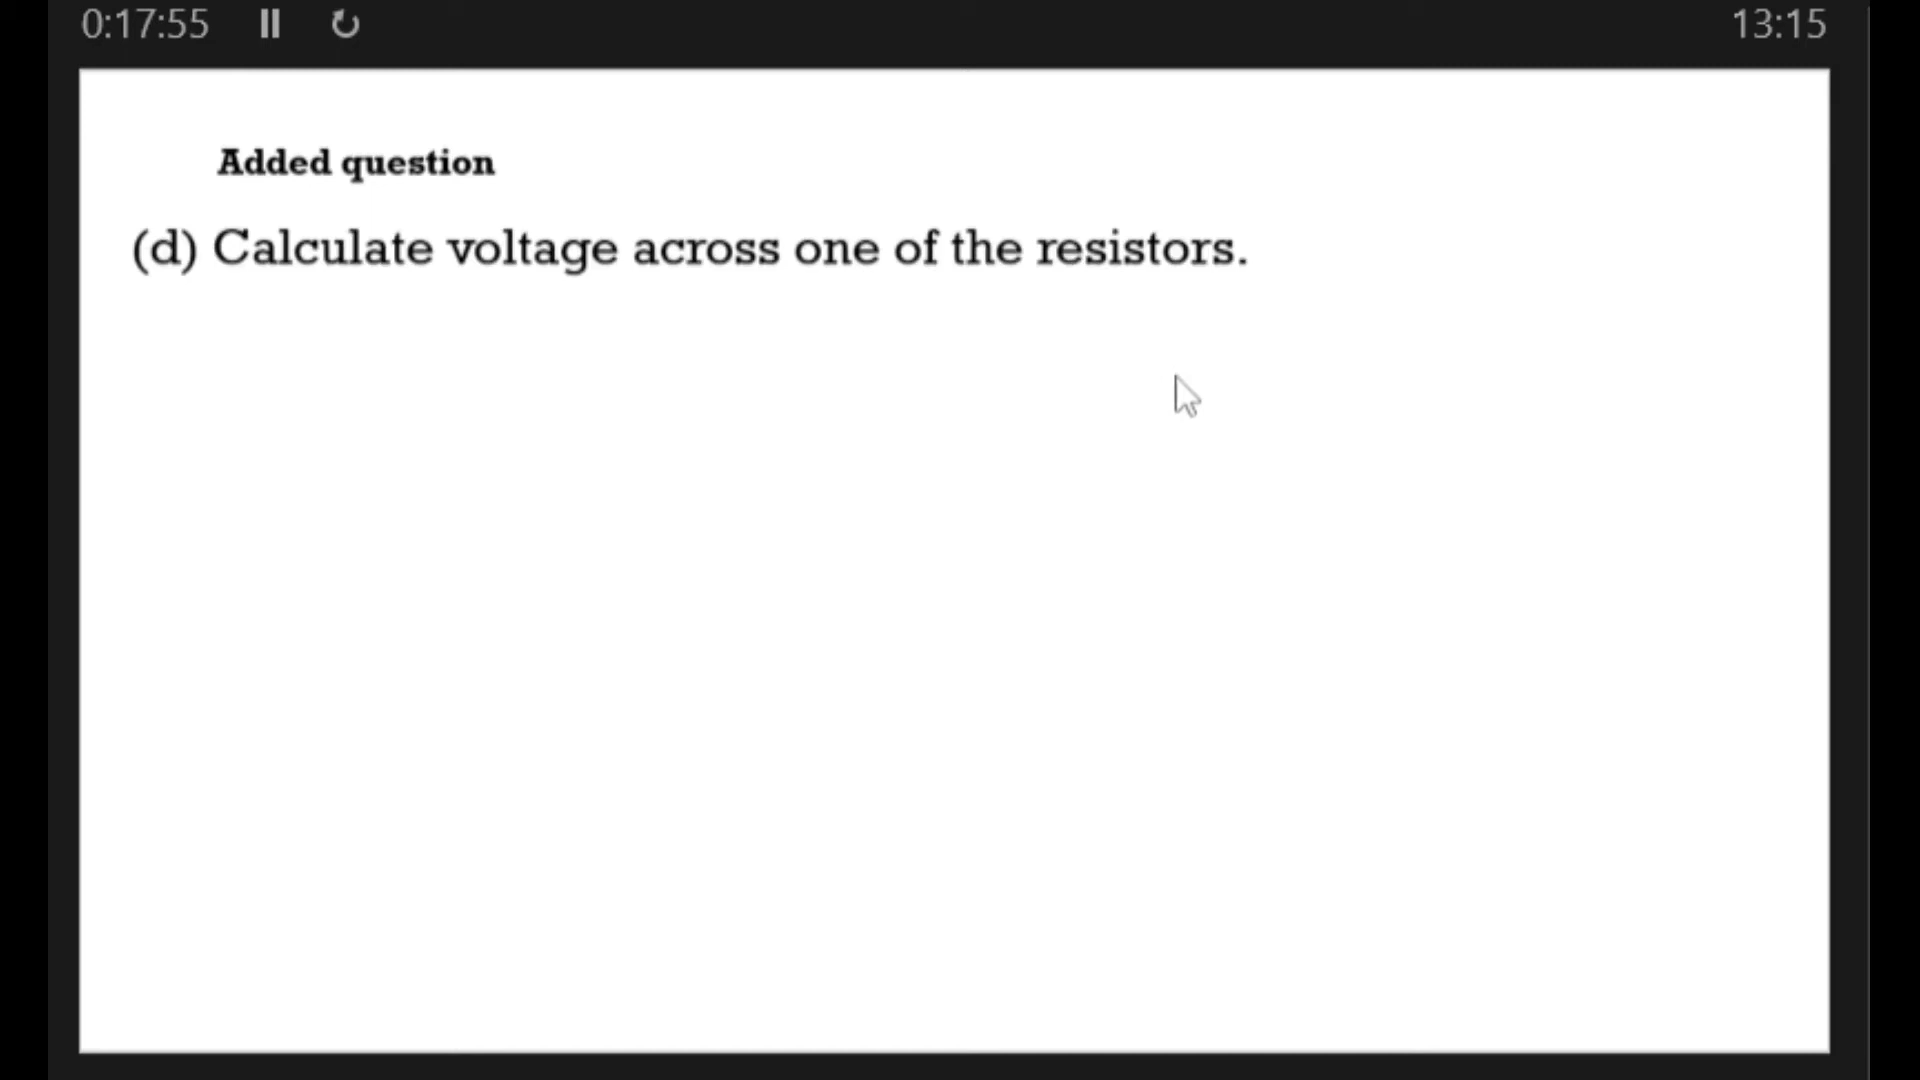 0:17:55
13:15
Added question
(d) Calculate voltage across one of the resistors.